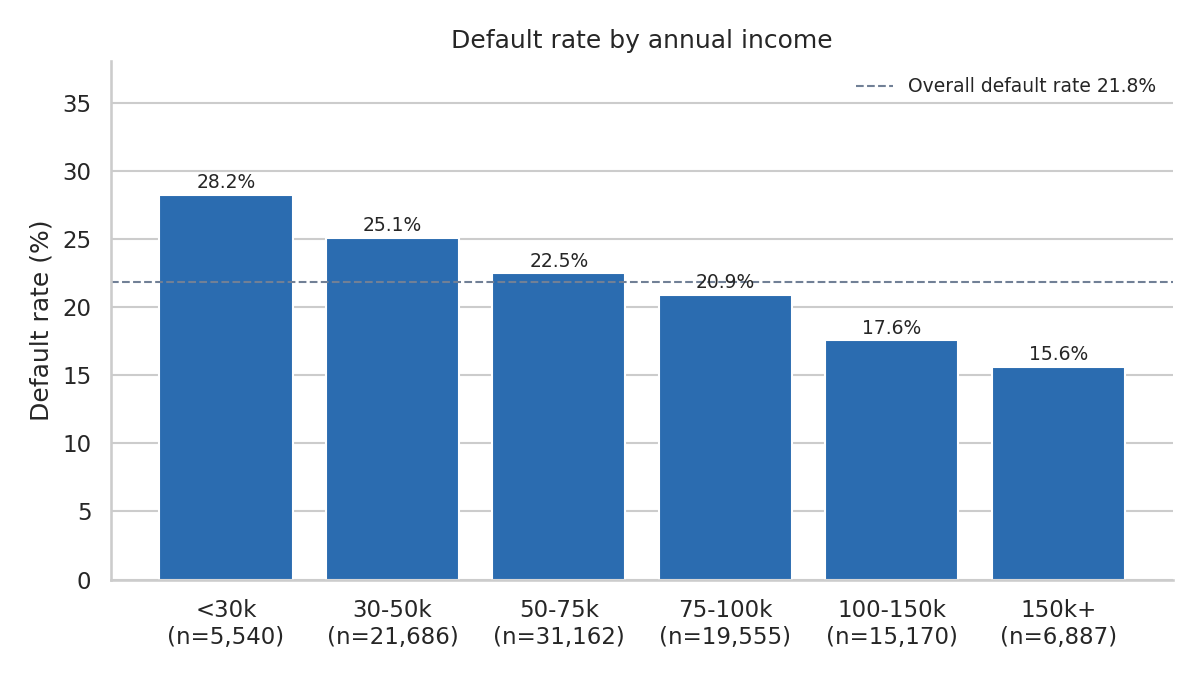 Default rate by annual income
Overall default rate 21.8%
Default rate (%)
35
30
25
20
15
10
5
0
28.2%
25.1%
22.5%
20.9%
17.6%
15.6%
<30k
(n=5,540)
30-50k
(n=21,686)
50-75k
(n=31,162)
75-100k
(n=19,555)
100-150k
(n=15,170)
150k+
(n=6,887)